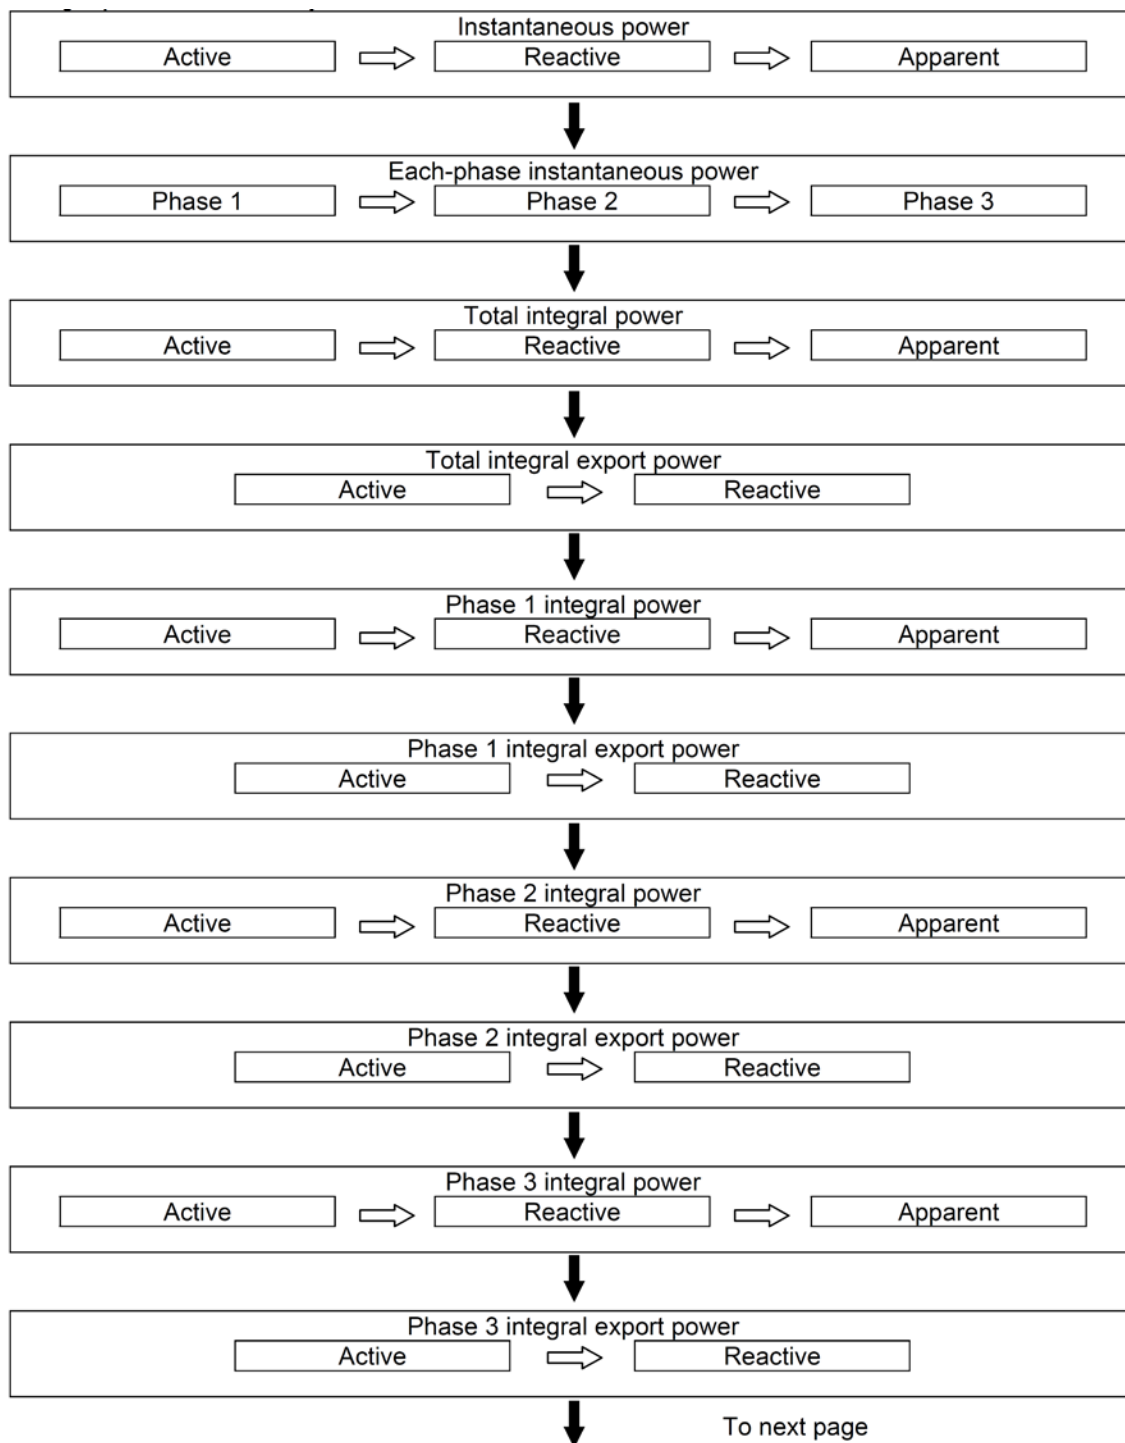 Instantaneous power
Active Reactive Apparent
Each-phase instantaneous power
Phase 1 Phase 2 Phase 3
Total integral power
Active Reactive Apparent
Total integral export power
Active Reactive
Phase 1 integral power
Active Reactive Apparent
Phase 1 integral export power
Active Reactive
Phase 2 integral power
Active Reactive Apparent
Phase 2 integral export power
Active Reactive
Phase 3 integral power
Active Reactive Apparent
Phase 3 integral export power
Active Reactive
To next page